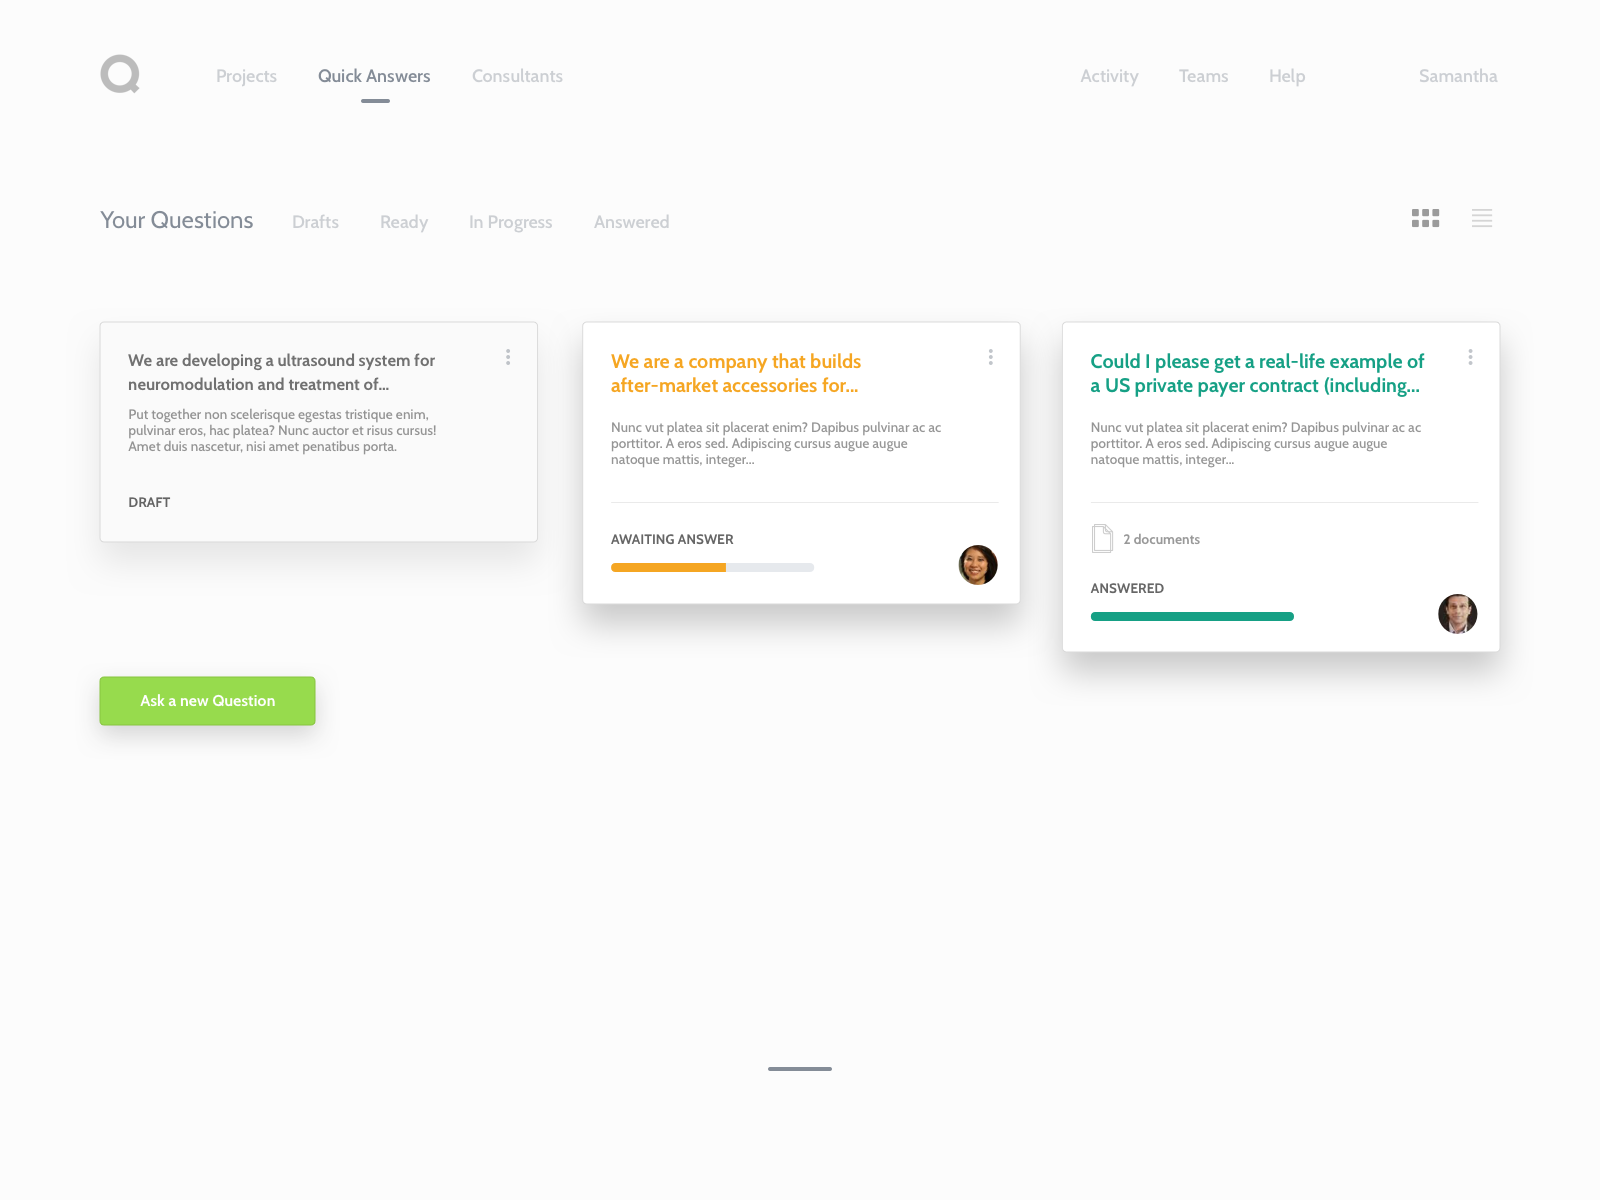 Q
Projects Quick Answers Consultants Activity Teams Help Samantha
Your Questions Drafts Ready In Progress Answered
We are developing a ultrasound system for
neuromodulation and treatment of...
Put together non scelerisque egestas tristique enim,
pulvinar eros, hac platea? Nunc auctor et risus cursus!
Amet duis nascetur, nisi amet penatibus porta.
DRAFT
We are a company that builds
after-market accessories for...
Nunc vut platea sit placerat enim? Dapibus pulvinar ac ac
porttitor. A eros sed. Adipiscing cursus augue augue
natoque mattis, integer...
AWAITING ANSWER
Could I please get a real-life example of
a US private payer contract (including...
Nunc vut platea sit placerat enim? Dapibus pulvinar ac ac
porttitor. A eros sed. Adipiscing cursus augue augue
natoque mattis, integer...
2 documents
ANSWERED
Ask a new Question